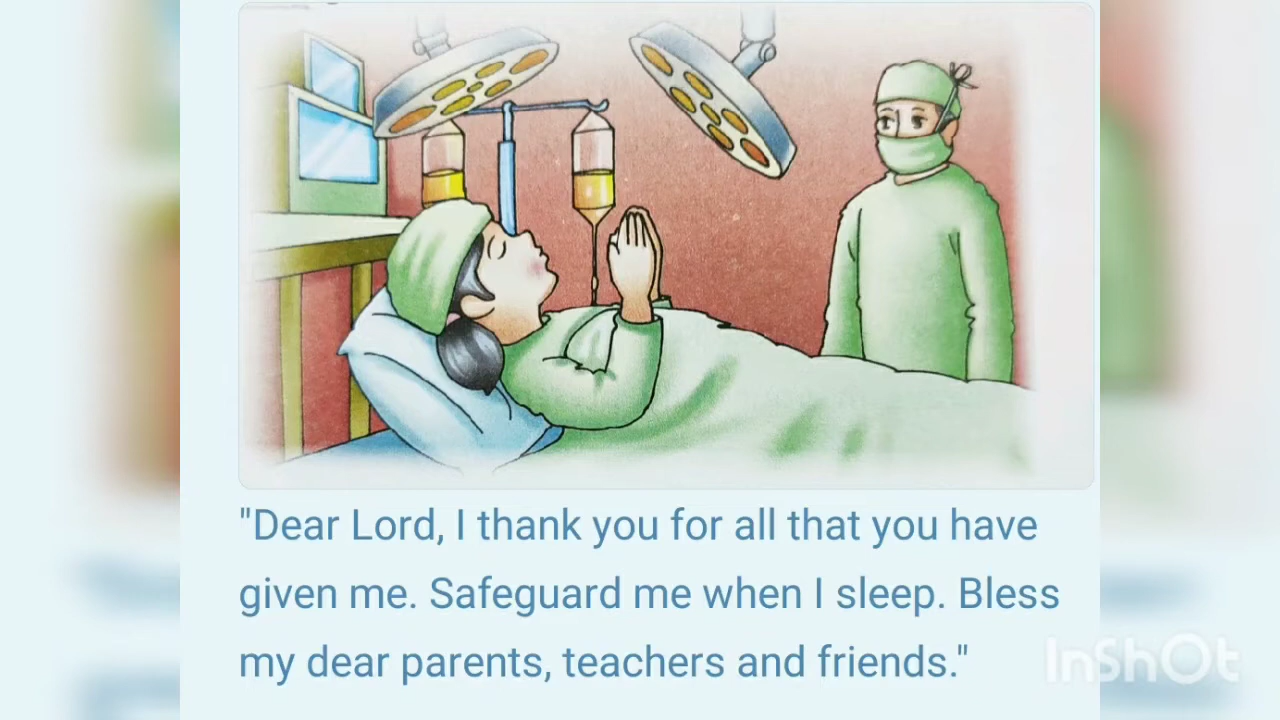 "Dear Lord, I thank you for all that you have
given me. Safeguard me when I sleep. Bless
my dear parents, teachers and friends."
InShOt